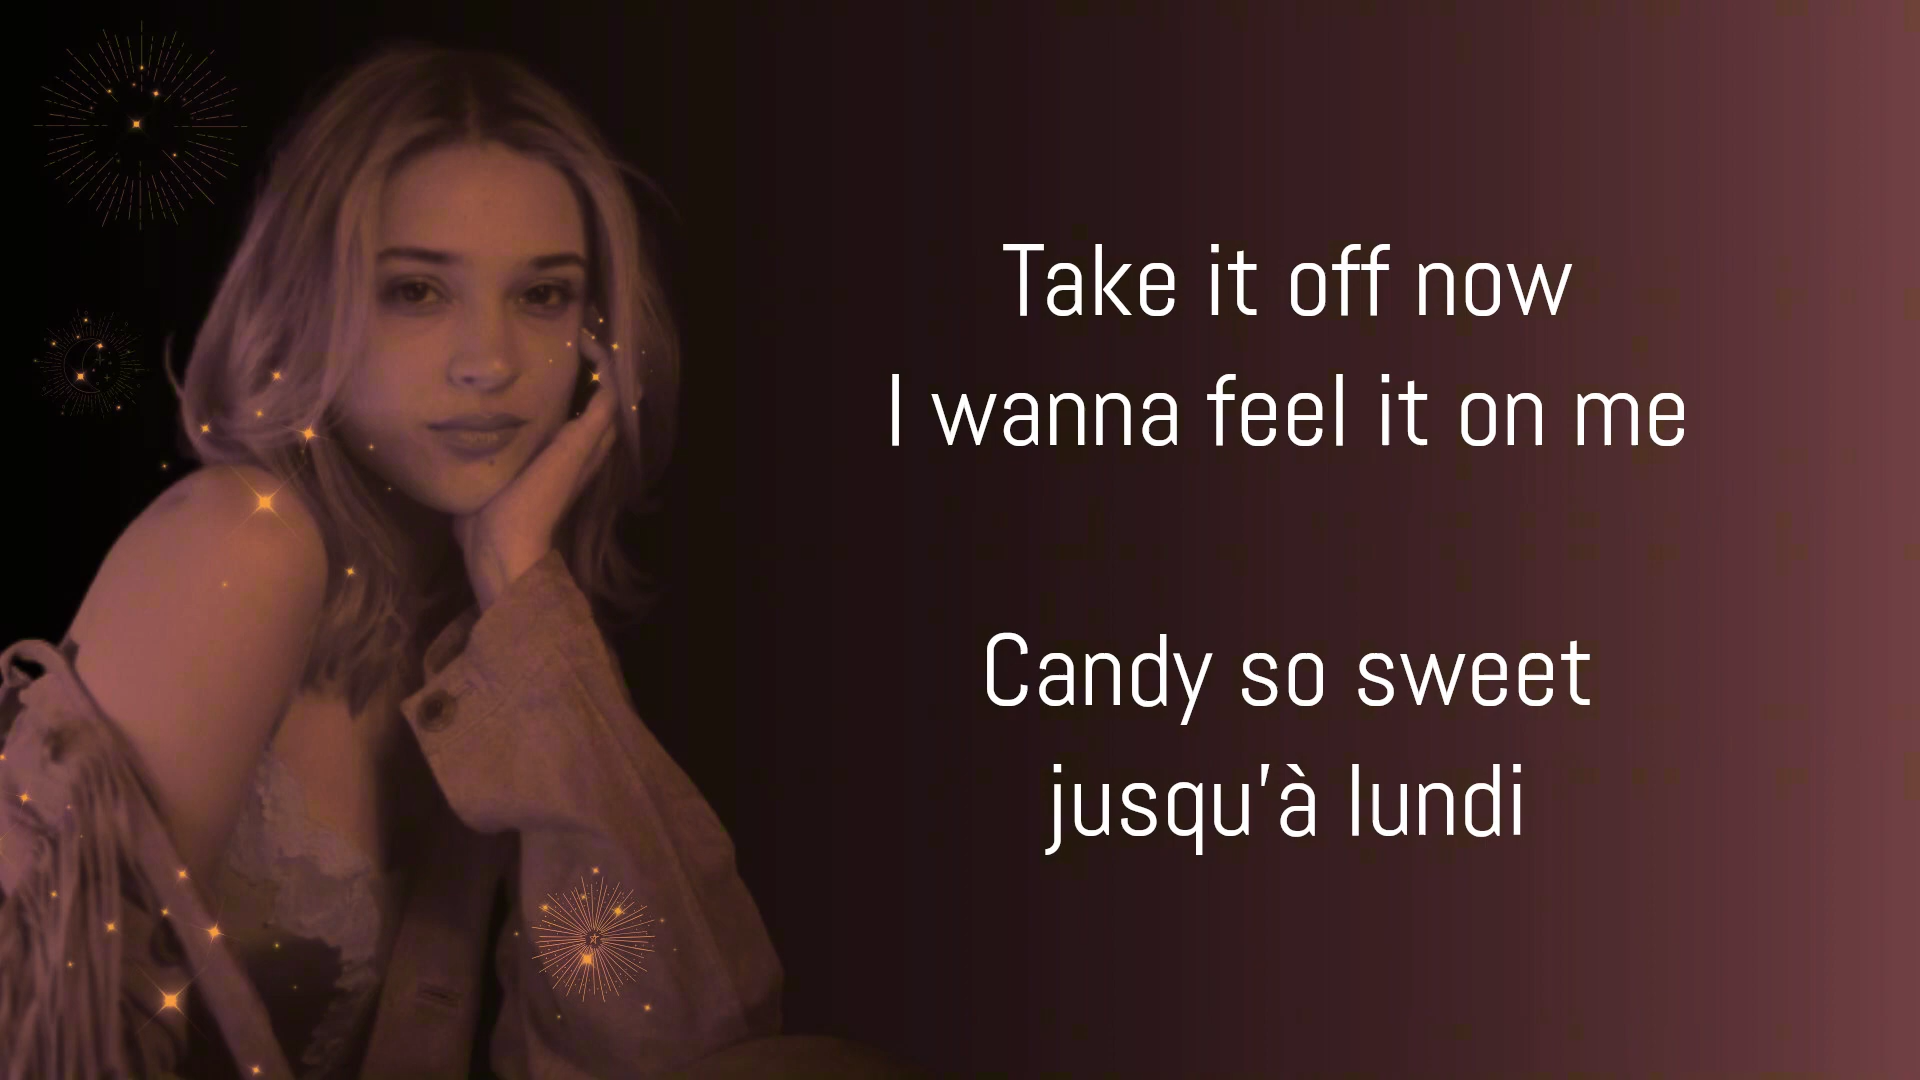 Take it off now
I wanna feel it on me
Candy so sweet
jusqu'à lundi